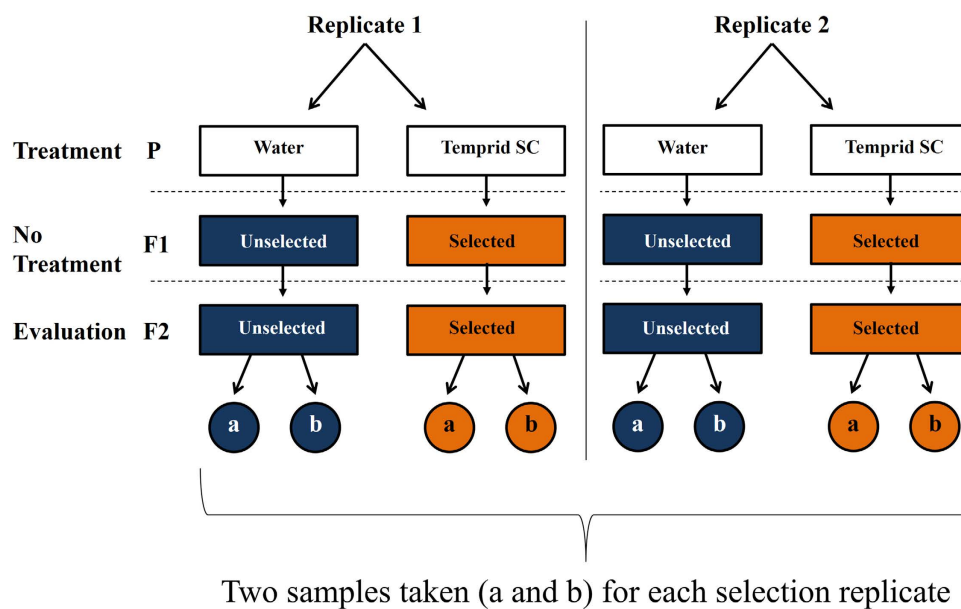 Replicate 1 Replicate 2
Treatment P Water Temprid SC Water Temprid SC
No
Treatment F1 Unselected Selected Unselected Selected
Evaluation F2 Unselected Selected Unselected Selected
a b a b a b a b
Two samples taken (a and b) for each selection replicate